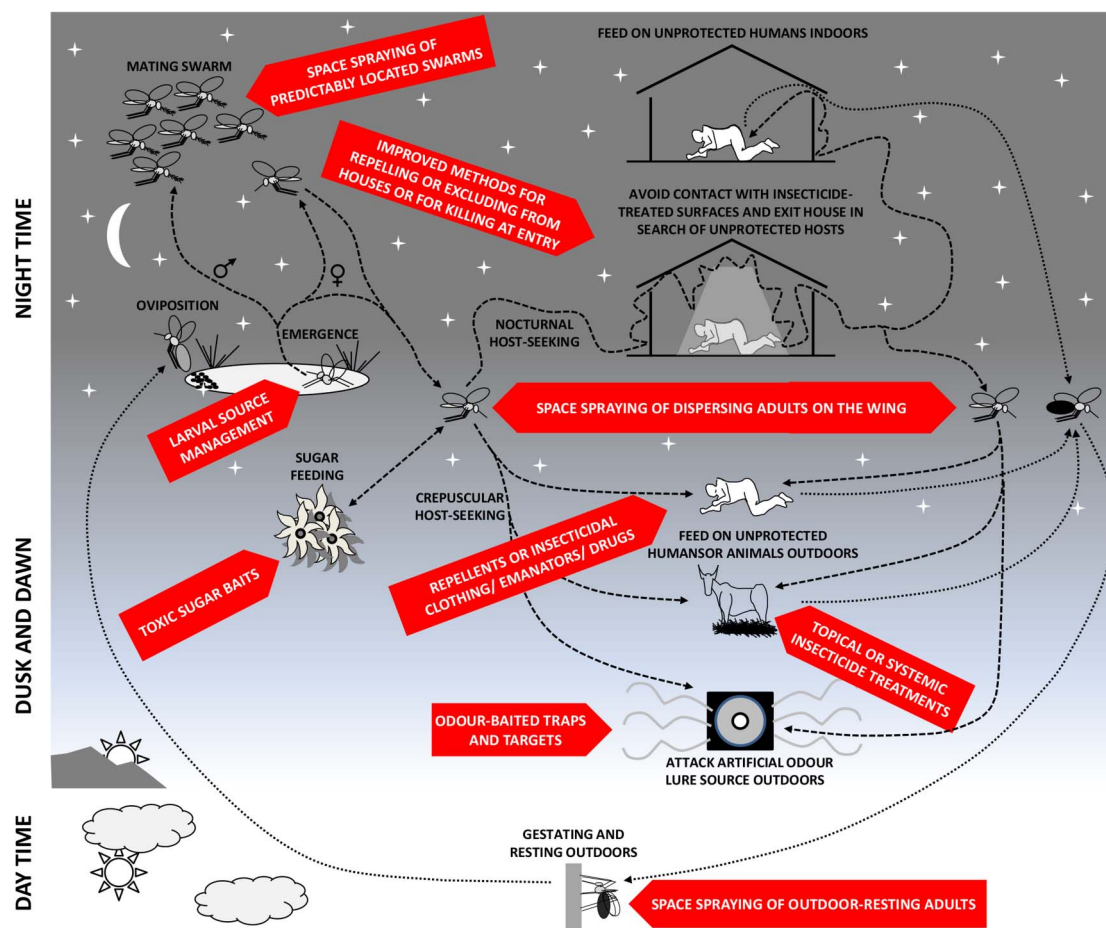 FEED ON UNPROTECTED HUMANS INDOORS
MATING SWARM
SPACE SPRAYING OF
PREDICTABLY LOCATED SWARMS
IMPROVED METHODS FOR
REPELLING OR EXCLUDING FROM
HOUSES OR FOR KILLING AT ENTRY
AVOID CONTACT WITH INSECTICIDE-
TREATED SURFACES AND EXIT HOUSE IN
SEARCH OF UNPROTECTED HOSTS
NIGHT TIME
♂
♀
OVIPOSITION
EMERGENCE
NOCTURNAL
HOST-SEEKING
LARVAL SOURCE
MANAGEMENT
SPACE SPRAYING OF DISPERSING ADULTS ON THE WING
SUGAR
FEEDING
CREPUSCULAR
HOST-SEEKING
REPELLENTS OR INSECTICIDAL
CLOTHING/ EMANATORS/ DRUGS
FEED ON UNPROTECTED
HUMANSOR ANIMALS OUTDOORS
DUSK AND DAWN
TOXIC SUGAR BAITS
TOPICAL OR SYSTEMIC
INSECTICIDE TREATMENTS
ODOUR-BAITED TRAPS
AND TARGETS
ATTACK ARTIFICIAL ODOUR
LURE SOURCE OUTDOORS
DAY TIME
GESTATING AND
RESTING OUTDOORS
SPACE SPRAYING OF OUTDOOR-RESTING ADULTS